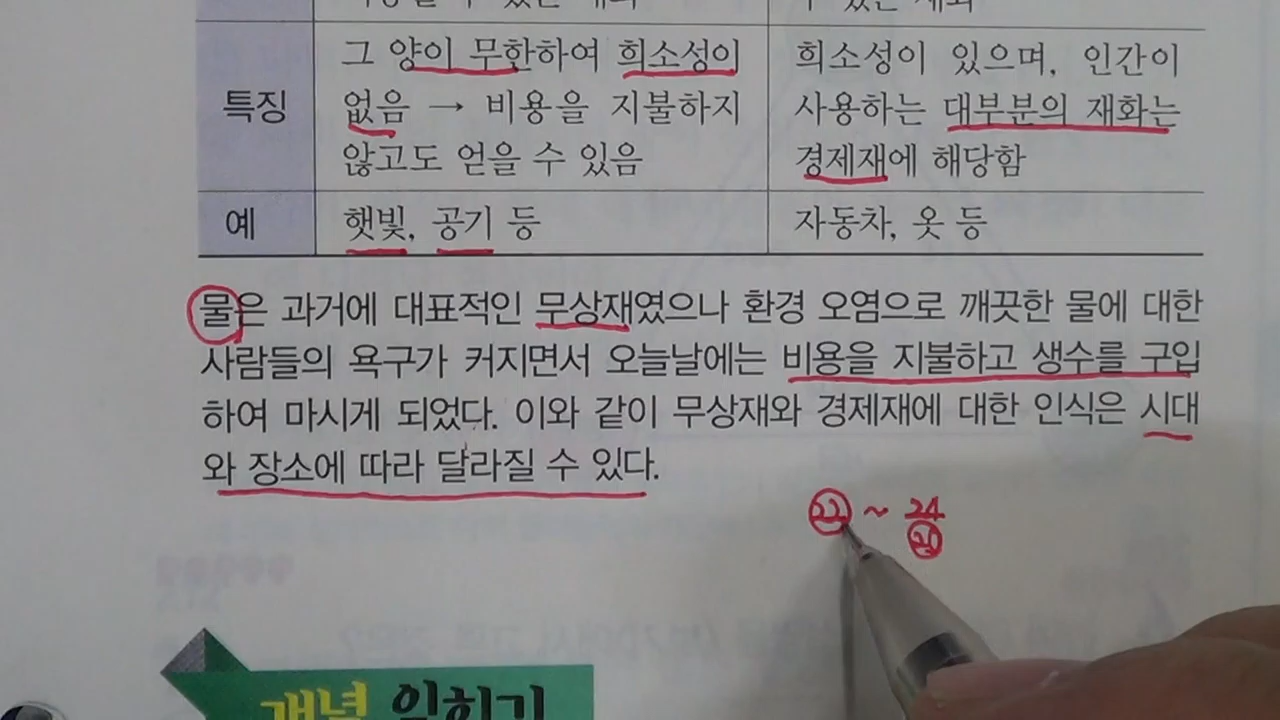 특징
그 양이 무한하여 희소성이
없음 → 비용을 지불하지
않고도 얻을 수 있음
희소성이 있으며, 인간이
사용하는 대부분의 재화는
경제재에 해당함
예
햇빛, 공기 등
자동차, 옷 등
물은 과거에 대표적인 무상재였으나 환경 오염으로 깨끗한 물에 대한
사람들의 욕구가 커지면서 오늘날에는 비용을 지불하고 생수를 구입
하여 마시게 되었다. 이와 같이 무상재와 경제재에 대한 인식은 시대
와 장소에 따라 달라질 수 있다.
22 ~ 24
20
개념 익히기